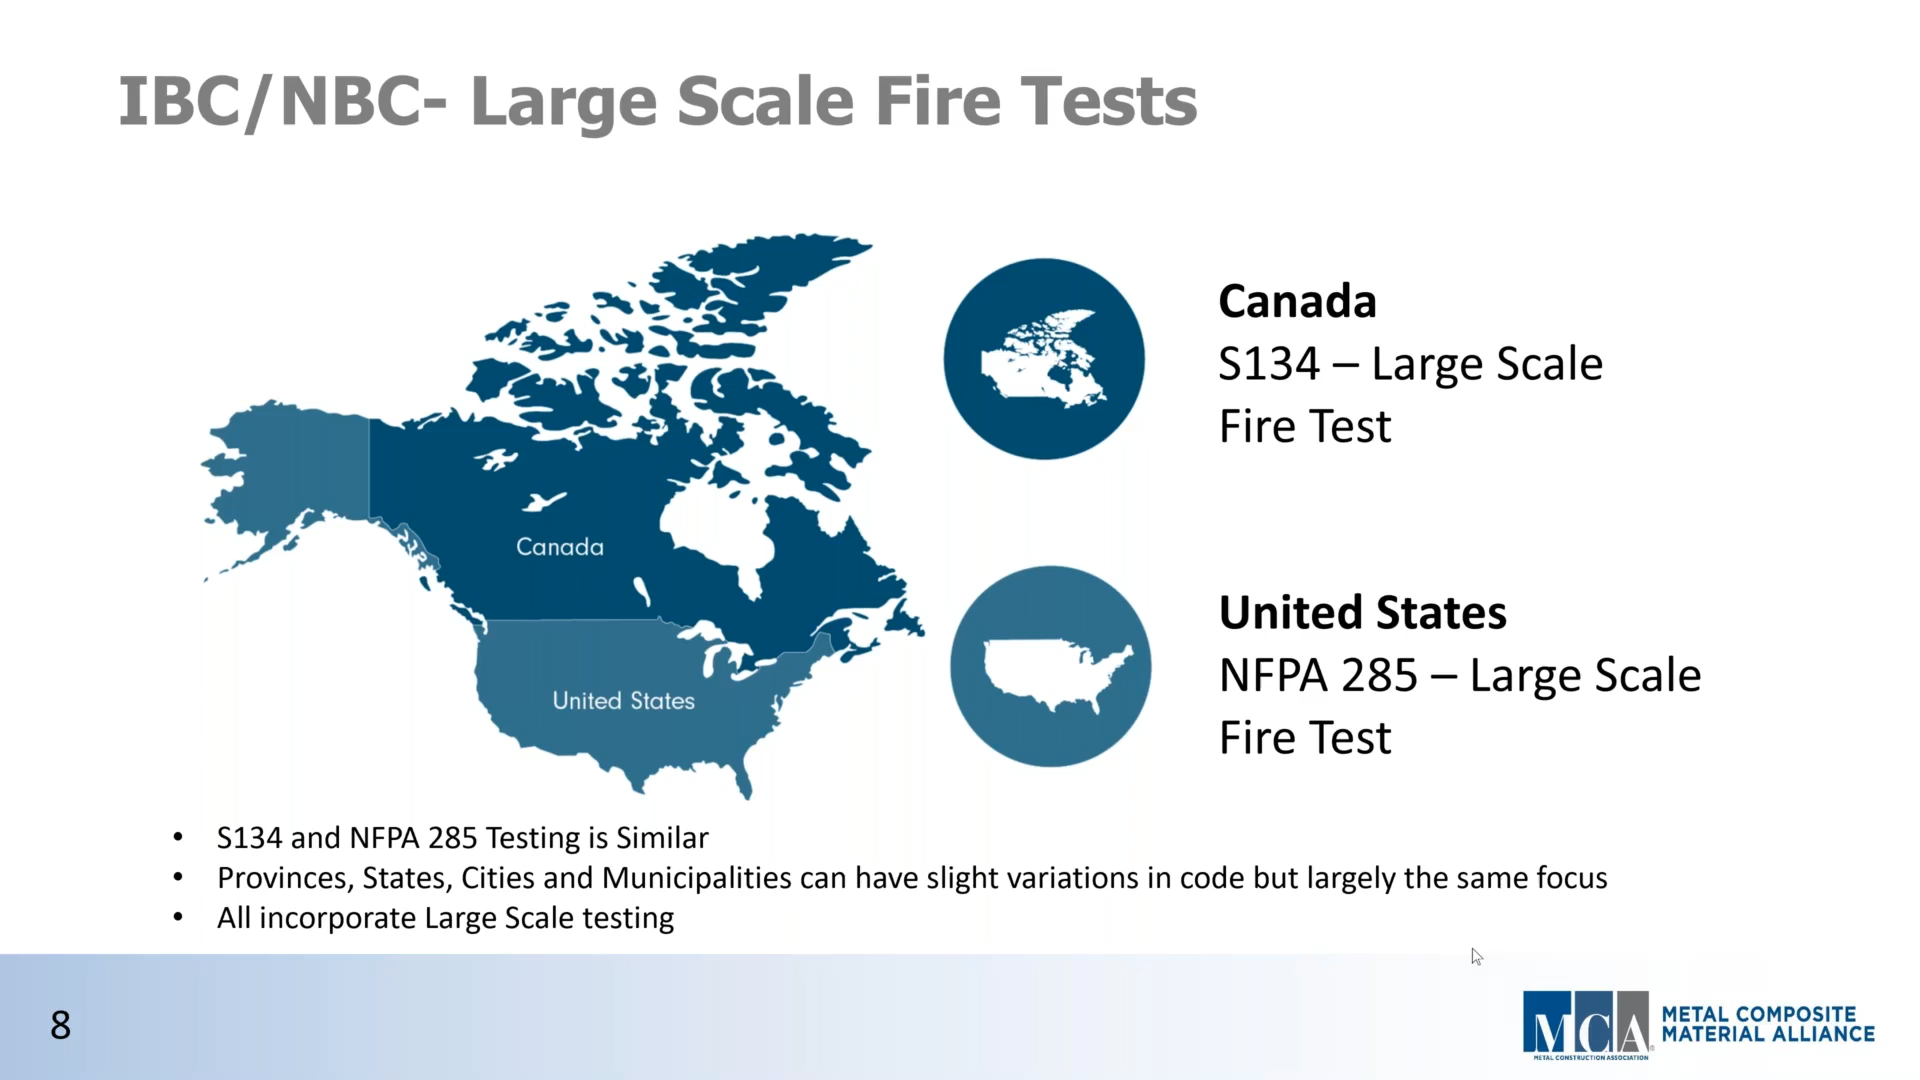 IBC/NBC- Large Scale Fire Tests
Canada
United States
Canada
S134 – Large Scale
Fire Test
United States
NFPA 285 – Large Scale
Fire Test
• S134 and NFPA 285 Testing is Similar
• Provinces, States, Cities and Municipalities can have slight variations in code but largely the same focus
• All incorporate Large Scale testing
8
MCA
METAL CONSTRUCTION ASSOCIATION
METAL COMPOSITE
MATERIAL ALLIANCE